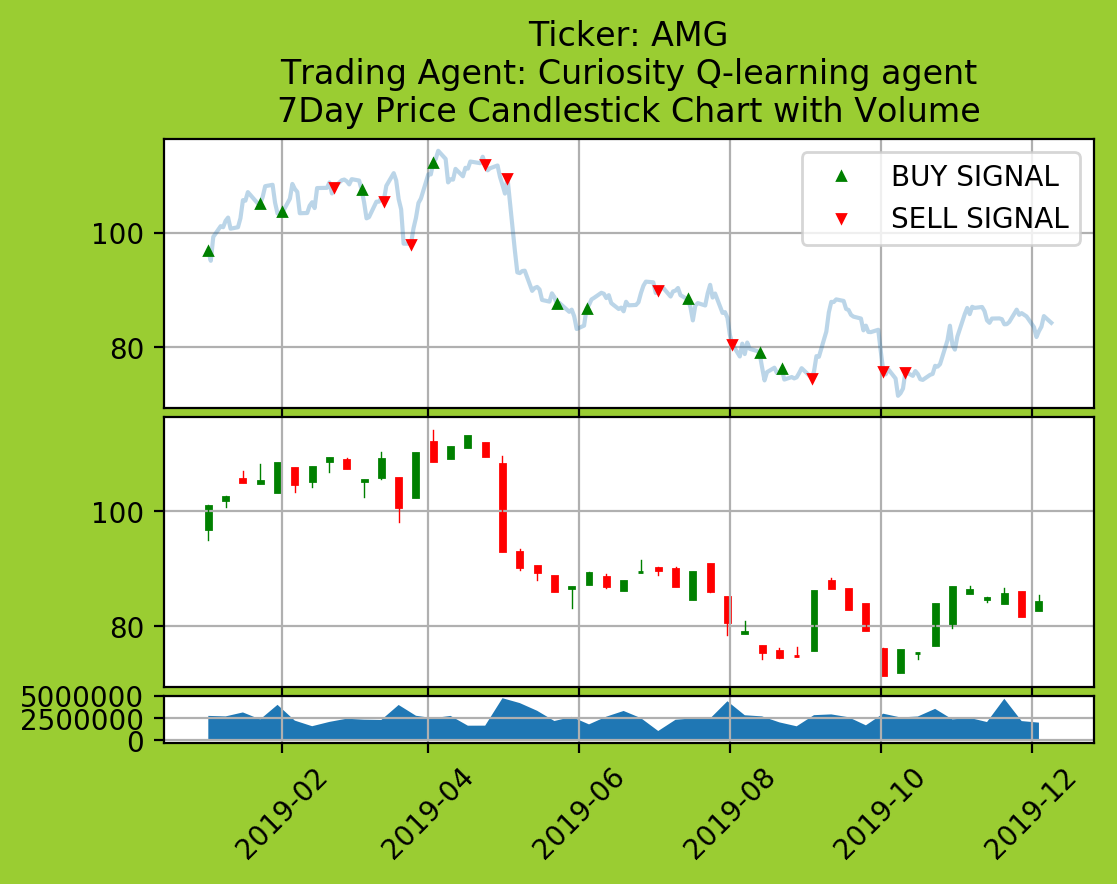 Ticker: AMG
Trading Agent: Curiosity Q-learning agent
7Day Price Candlestick Chart with Volume
BUY SIGNAL
SELL SIGNAL
100
80
100
80
5000000
2500000
0
2019-02
2019-04
2019-06
2019-08
2019-10
2019-12